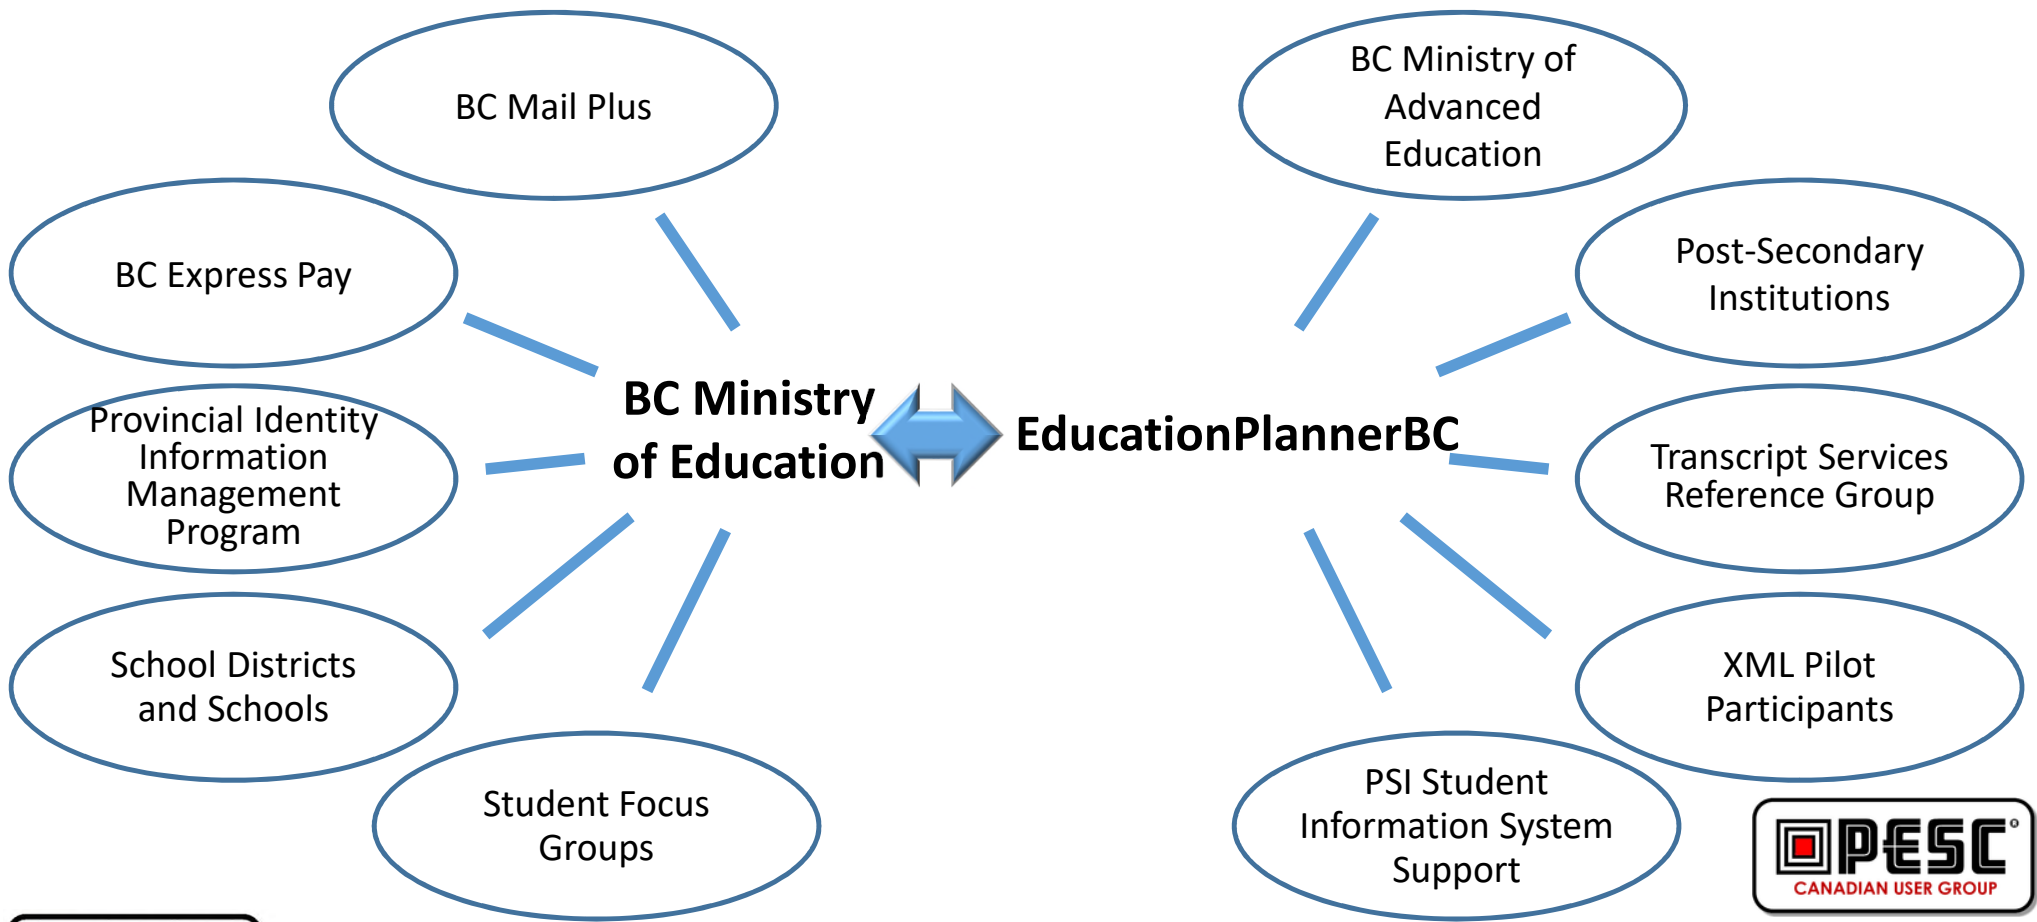 BC Mail Plus
BC Express Pay
Provincial Identity
Information
Management
Program
School Districts
and Schools
Student Focus
Groups
BC Ministry
of Education
EducationPlannerBC
BC Ministry of
Advanced
Education
Post-Secondary
Institutions
Transcript Services
Reference Group
XML Pilot
Participants
PSI Student
Information System
Support
PESC®
CANADIAN USER GROUP